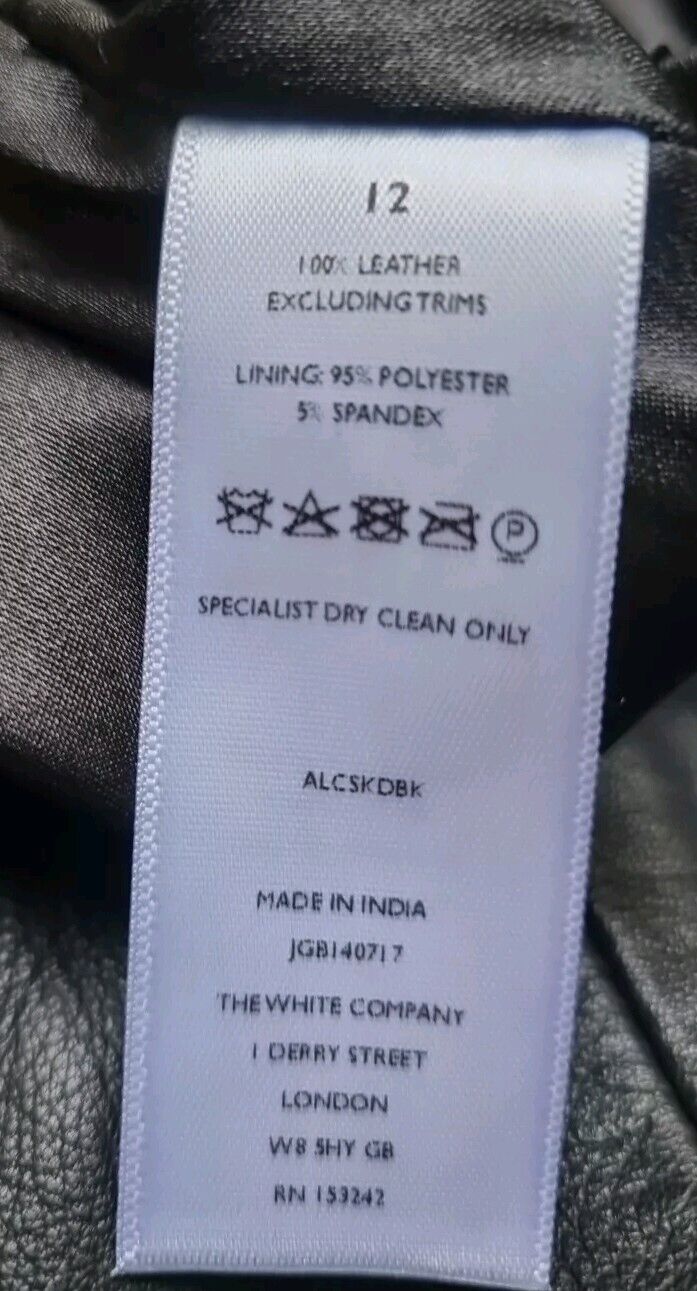 12
100% LEATHER
EXCLUDING TRIMS
LINING: 95% POLYESTER
5% SPANDEX
P
SPECIALIST DRY CLEAN ONLY
ALCSKDBK
MADE IN INDIA
JGB140717
THE WHITE COMPANY
1 DERRY STREET
LONDON
W8 5HY GB
RN 153242